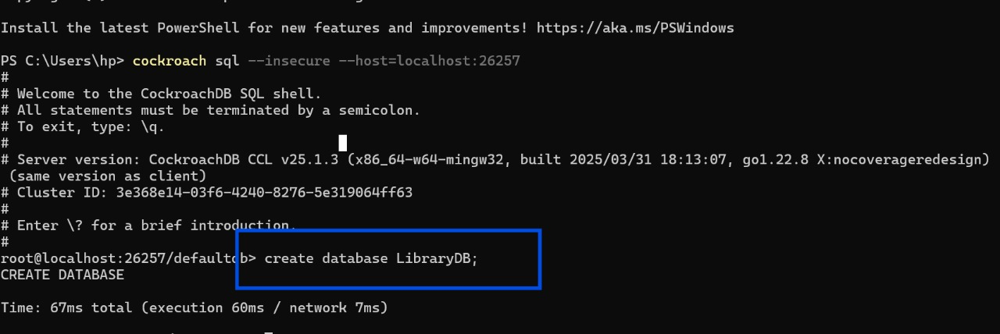 Install the latest PowerShell for new features and improvements! https://aka.ms/PSWindows
PS C:\Users\hp> cockroach sql --insecure --host=localhost:26257
#
# Welcome to the CockroachDB SQL shell.
# All statements must be terminated by a semicolon.
# To exit, type: \q.
#
# Server version: CockroachDB CCL v25.1.3 (x86_64-w64-mingw32, built 2025/03/31 18:13:07, go1.22.8 X:nocoverageredesign)
(same version as client)
# Cluster ID: 3e368e14-03f6-4240-8276-5e319064ff63
#
# Enter \? for a brief introduction.
#
root@localhost:26257/defaultdb> create database LibraryDB;
CREATE DATABASE
Time: 67ms total (execution 60ms / network 7ms)